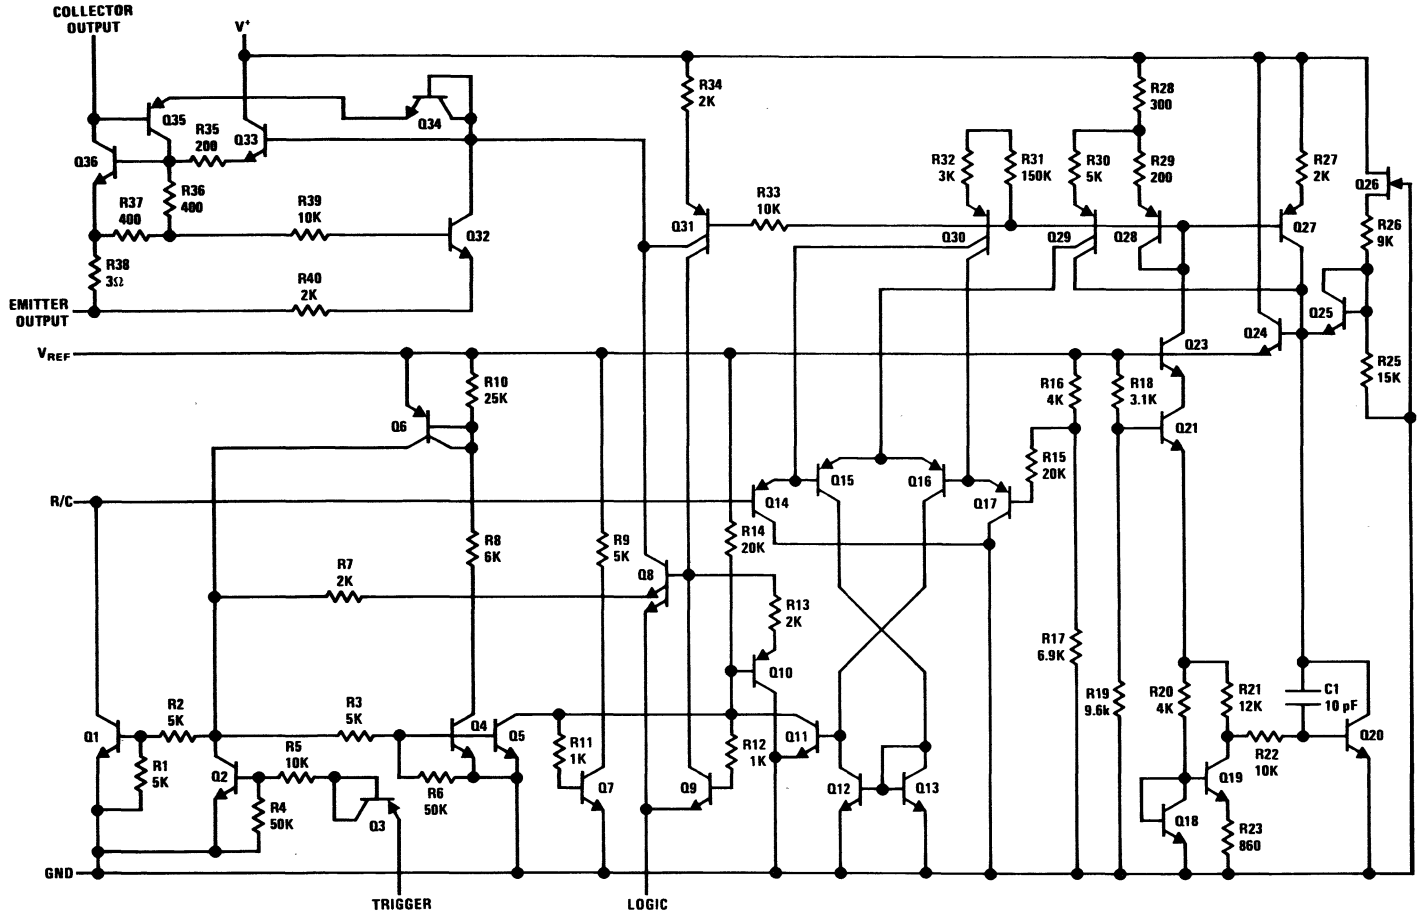 COLLECTOR
OUTPUT
V+
R34
2K
R28
300
Q35
R35
200
Q33
Q34
Q36
R36
400
R37
400
R39
10K
Q32
R38
3Ω
R40
2K
EMITTER
OUTPUT
Q31
R33
10K
R32
3K
R31
150K
R30
5K
R29
200
R27
2K
Q26
R26
9K
Q30
Q29
Q28
Q27
Q25
Q24
Q23
R25
15K
VREF
R10
25K
Q6
R16
4K
R18
3.1K
Q21
R15
20K
R/C
Q14
Q15
Q16
Q17
R8
6K
R9
5K
R14
20K
R7
2K
Q8
R13
2K
Q10
R17
6.9K
R19
9.6k
R20
4K
R21
12K
C1
10 pF
Q1
R2
5K
R1
5K
Q2
R5
10K
R4
50K
R3
5K
Q3
R6
50K
Q4
Q5
R11
1K
Q7
Q9
R12
1K
Q11
Q12
Q13
R22
10K
Q20
Q19
Q18
R23
860
GND
TRIGGER
LOGIC